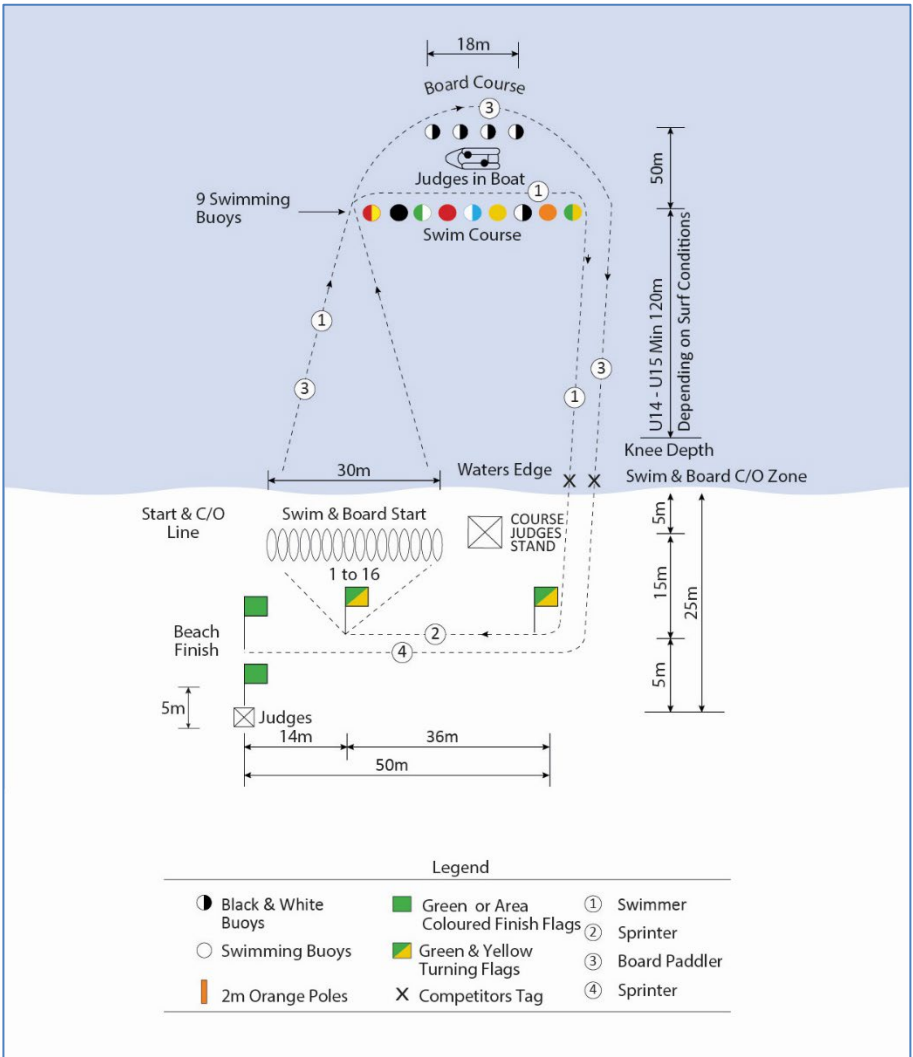 18m
Board Course
3
Judges in Boat
1
9 Swimming
Buoys
Swim Course
50m
1
3
U14 - U15 Min 120m
Depending on Surf Conditions
3
1
Knee Depth
30m
Waters Edge
Swim & Board C/O Zone
Start & C/O
Line
Swim & Board Start
COURSE
JUDGES
STAND
5m
1 to 16
15m
25m
Beach
Finish
2
4
5m
5m
Judges
14m
36m
50m
Legend
Black & White
Buoys
Swimming Buoys
2m Orange Poles
Green or Area
Coloured Finish Flags
Green & Yellow
Turning Flags
X Competitors Tag
1 Swimmer
2 Sprinter
3 Board Paddler
4 Sprinter